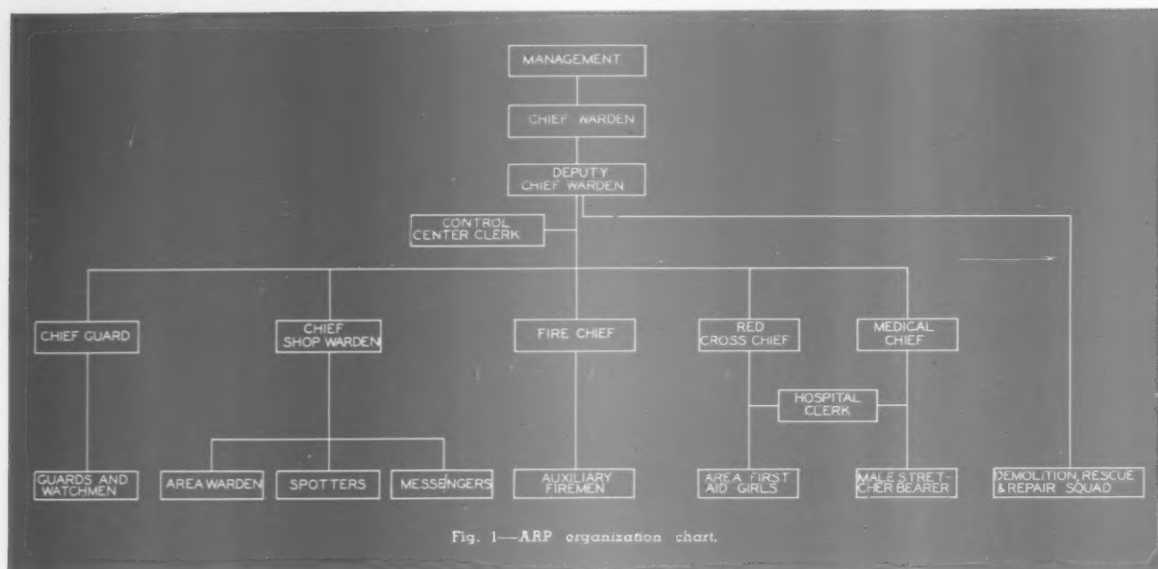 MANAGEMENT
CHIEF WARDEN
DEPUTY
CHIEF WARDEN
CONTROL
CENTER CLERK
CHIEF GUARD
CHIEF
SHOP WARDEN
FIRE CHIEF
RED
CROSS CHIEF
MEDICAL
CHIEF
HOSPITAL
CLERK
GUARDS AND
WATCHMEN
AREA WARDEN
SPOTTERS
MESSENGERS
AUXILIARY
FIREMEN
AREA FIRST
AID GIRLS
MALE STRET-
CHER BEARER
DEMOLITION, RESCUE
& REPAIR SQUAD
Fig. 1—ARP organization chart.